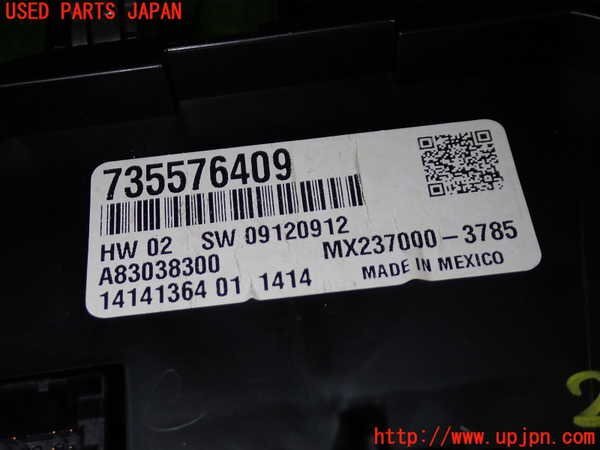 USED PARTS JAPAN
735576409
HW 02 SW 09120912
A83038300
MX237000-3785
14141364 01 1414
MADE IN MEXICO
2
http://www.upjpn.com/